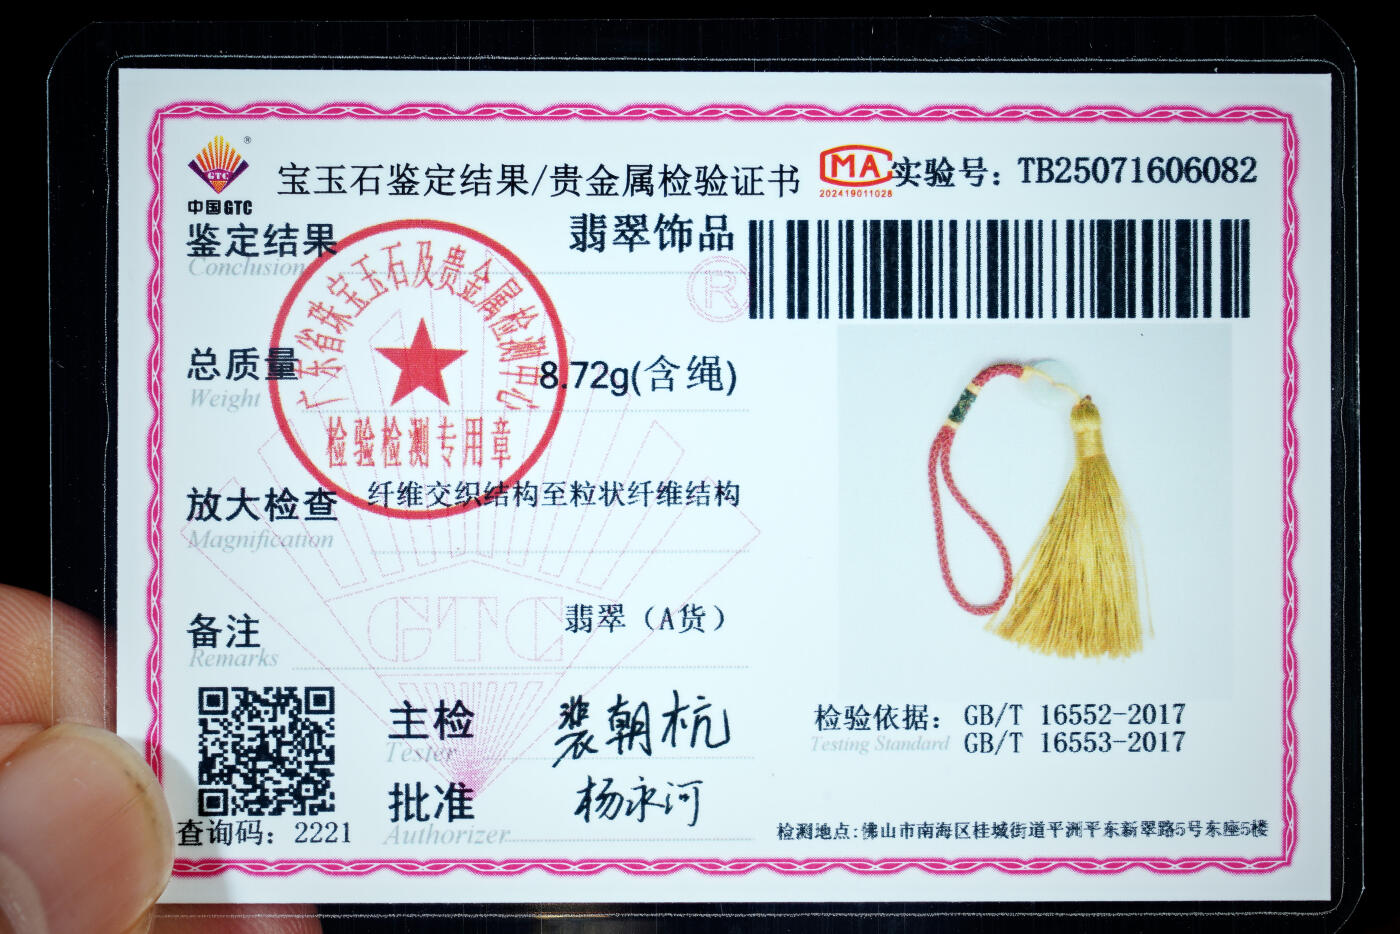 GTC
®
中国GTC
宝玉石鉴定结果/贵金属检验证书
MA
202419011028
实验号：TB25071606082
鉴定结果
Conclusion
翡翠饰品
R
广东省珠宝玉石及贵金属检测中心
检验检测专用章
总质量
Weight
8.72g(含绳)
放大检查
Magnification
纤维交织结构至粒状纤维结构
GTC
备注
Remarks
翡翠（A货）
主检
Tester
裴朝杭
批准
Authorizer
杨永河
查询码：2221
检验依据：
Testing Standard
GB/T 16552-2017
GB/T 16553-2017
检测地点:佛山市南海区桂城街道平洲平东新翠路5号东座5楼